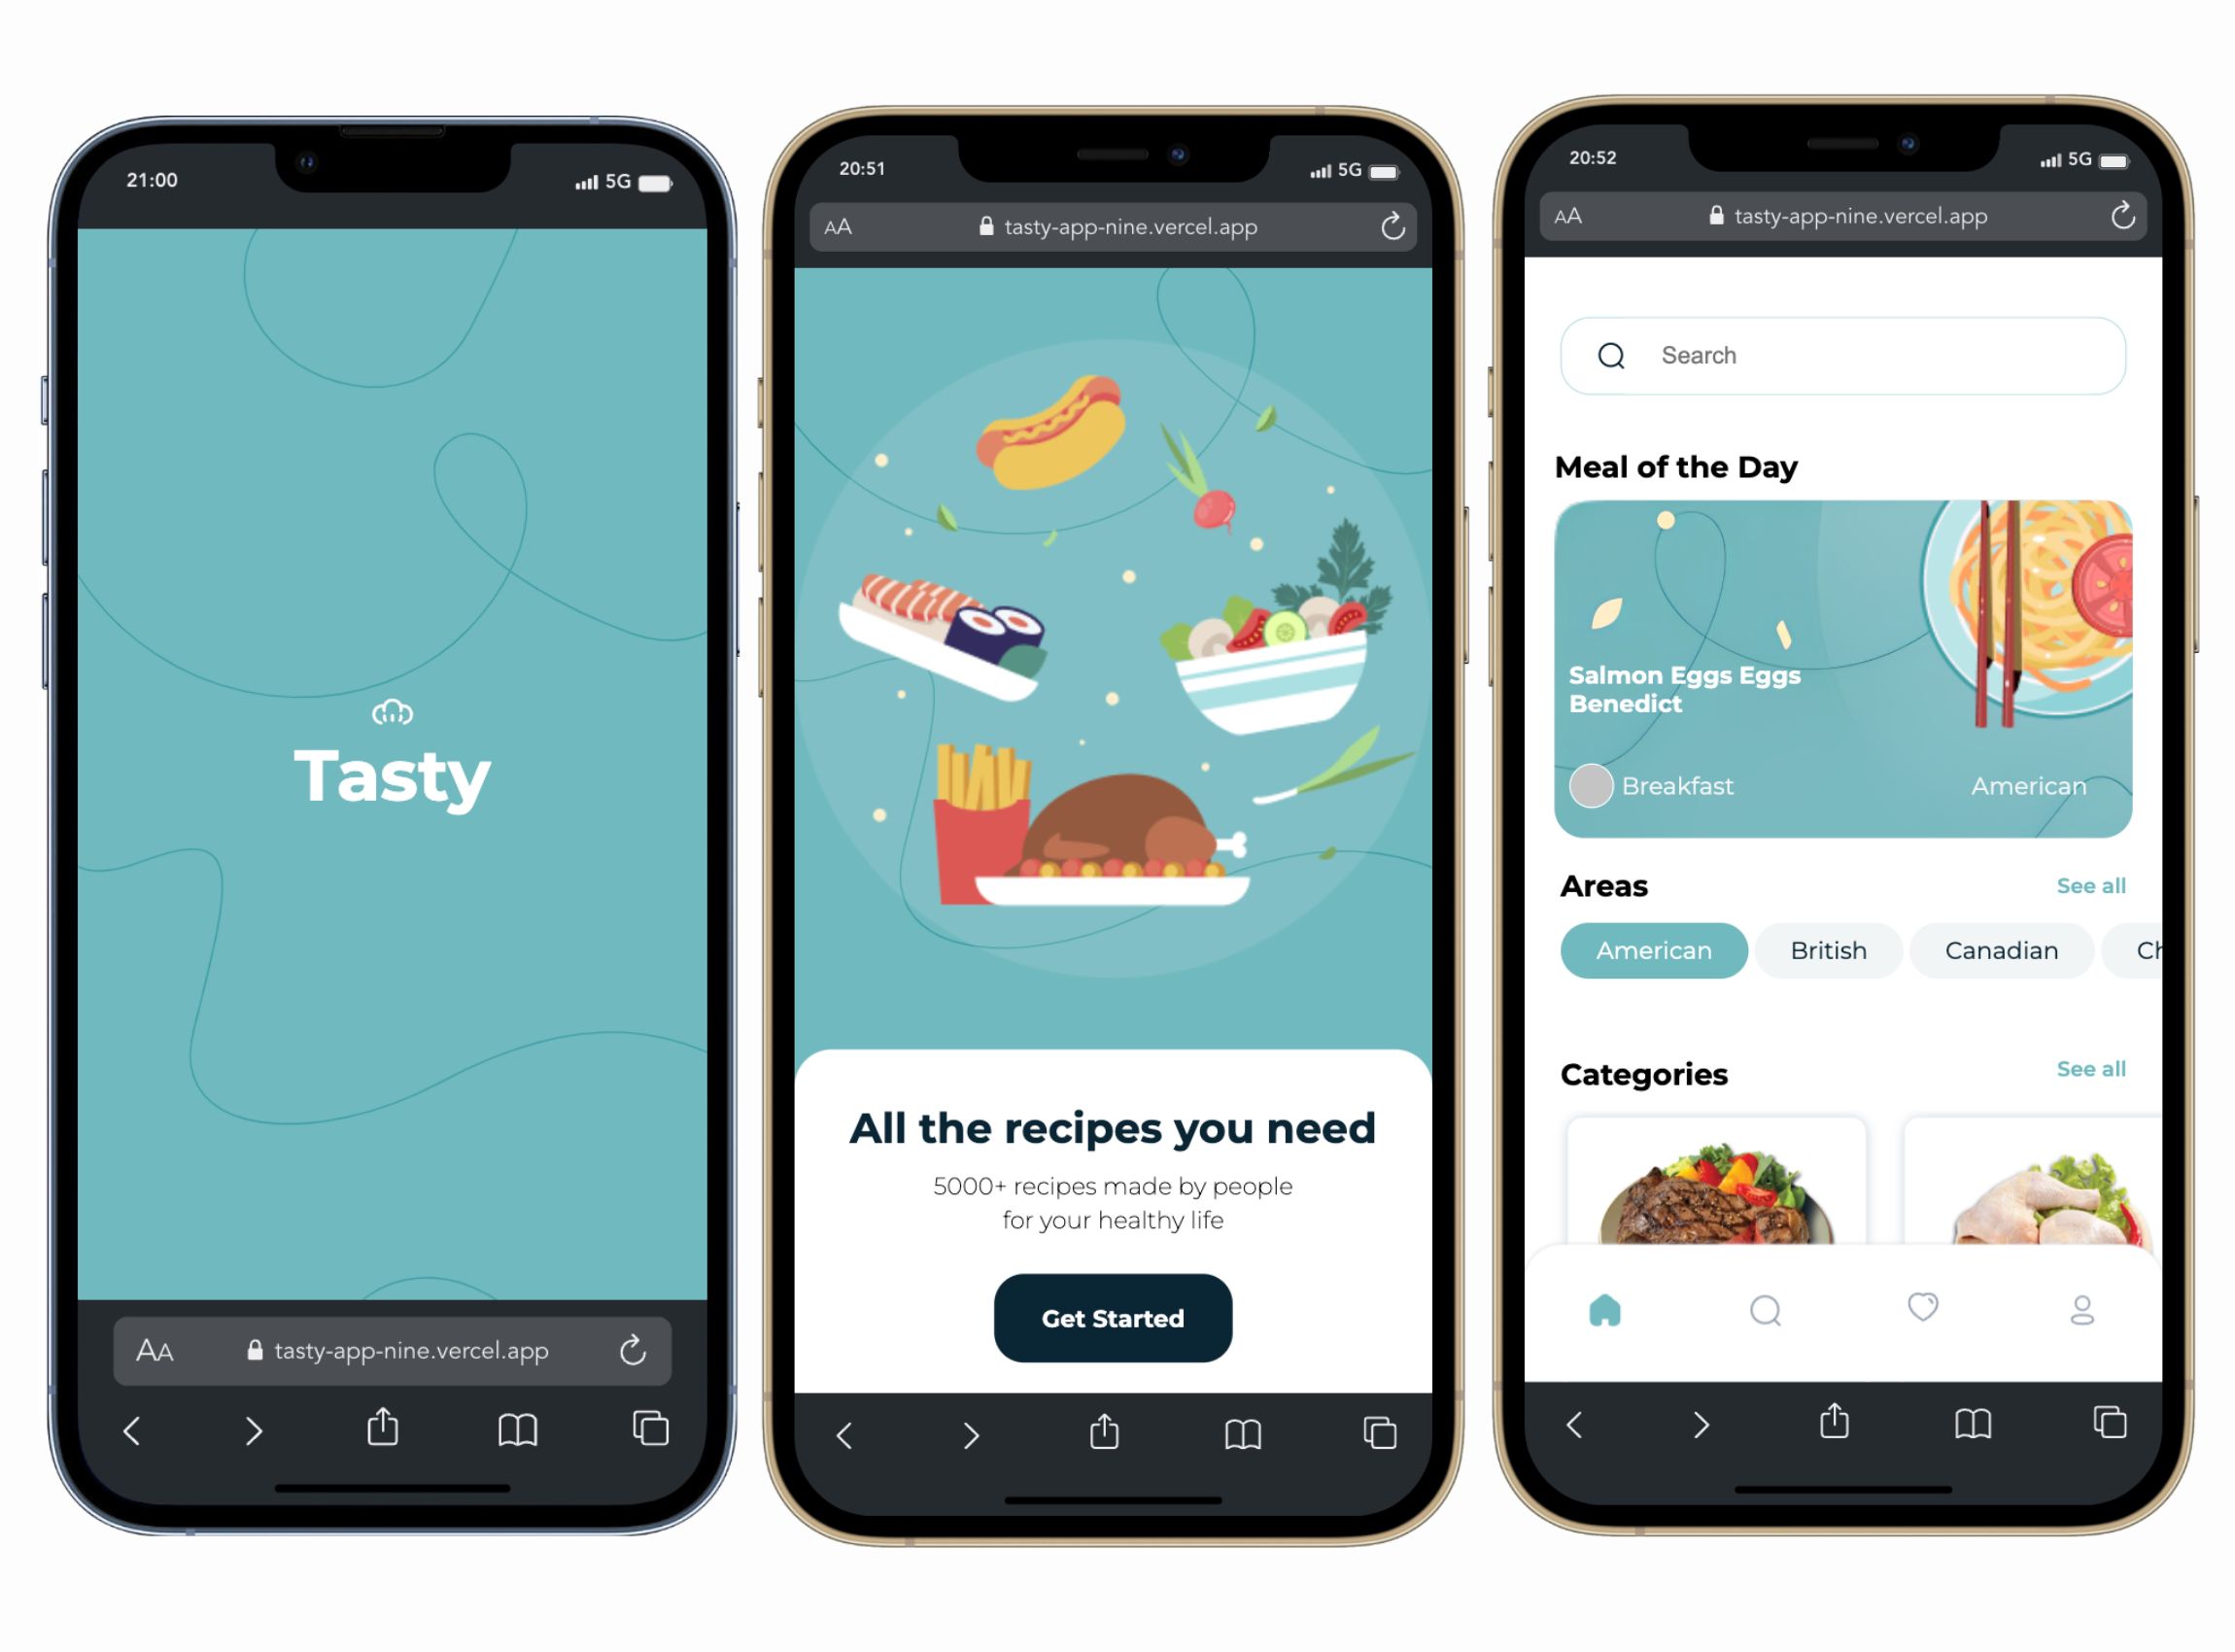 21:00
5G
Tasty
AA
tasty-app-nine.vercel.app
20:51
5G
AA
tasty-app-nine.vercel.app
All the recipes you need
5000+ recipes made by people
for your healthy life
Get Started
20:52
5G
AA
tasty-app-nine.vercel.app
Search
Meal of the Day
Salmon Eggs Eggs
Benedict
Breakfast
American
Areas
See all
American
British
Canadian
Ch
Categories
See all